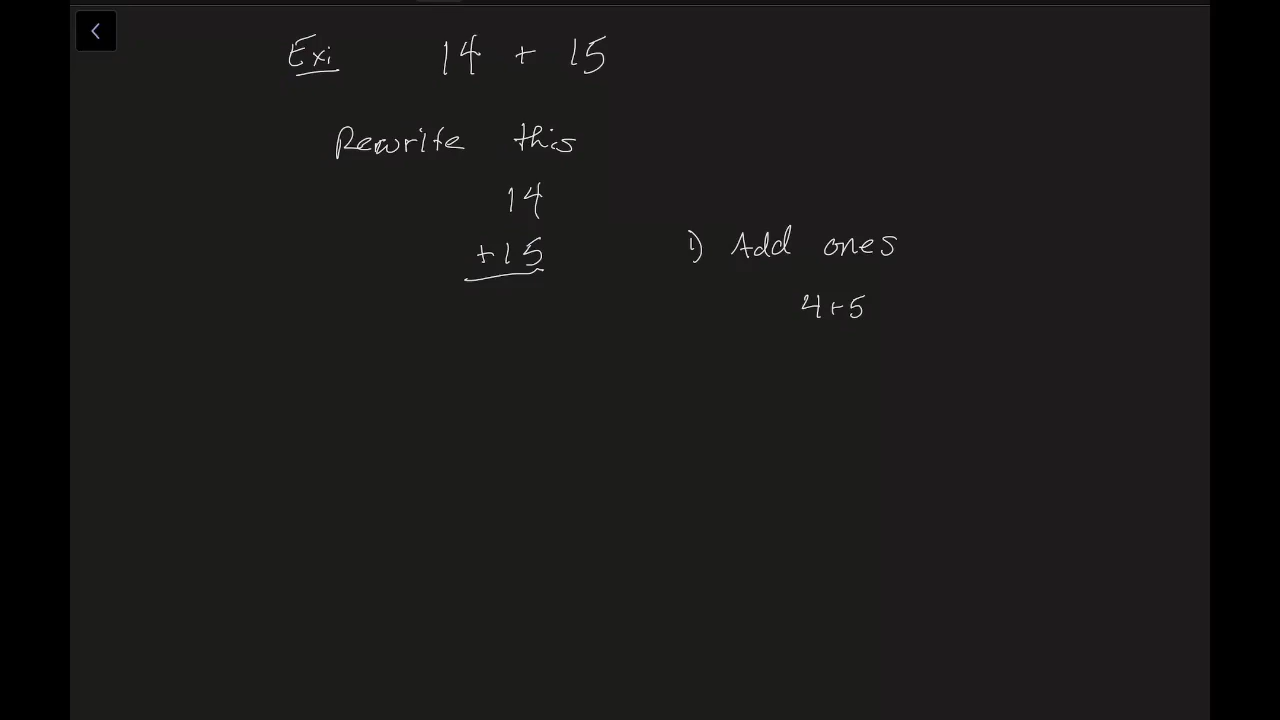 Ex: 14 + 15
Rewrite this
14
+15
1) Add ones
4+5